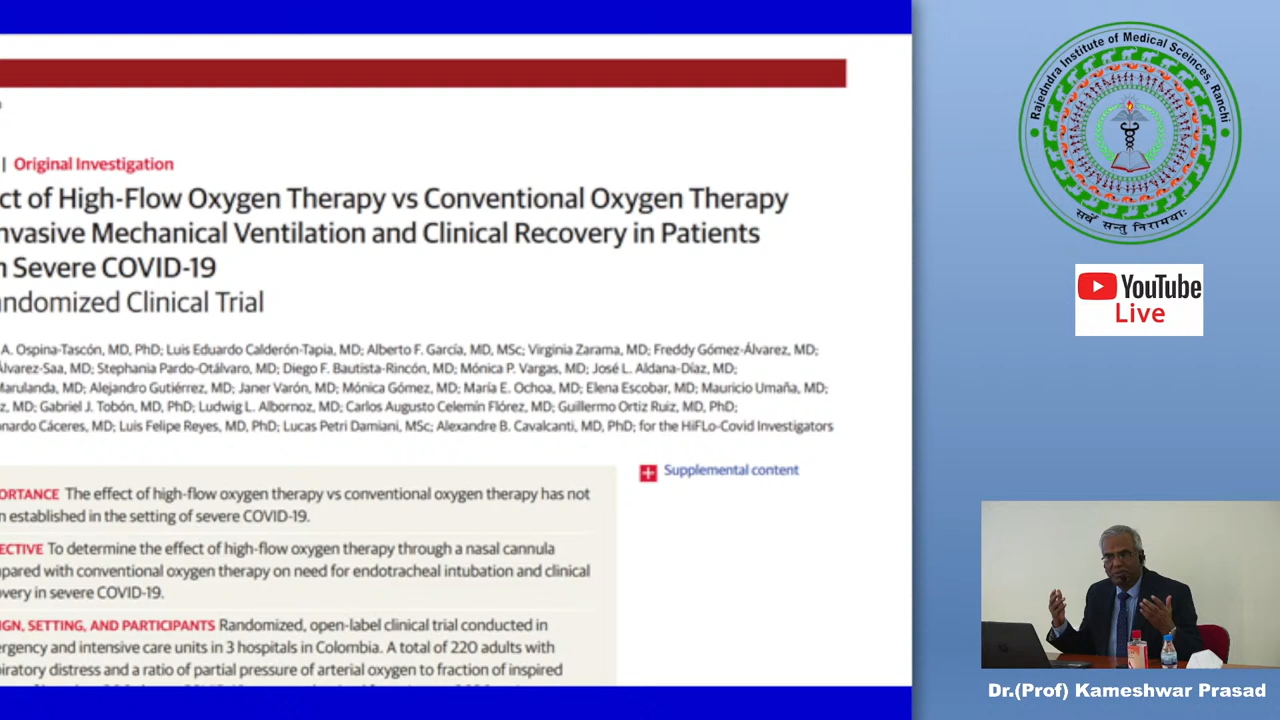 | Original Investigation
ct of High-Flow Oxygen Therapy vs Conventional Oxygen Therapy
nvasive Mechanical Ventilation and Clinical Recovery in Patients
n Severe COVID-19
ndomized Clinical Trial
A. Ospina-Tascón, MD, PhD; Luis Eduardo Calderón-Tapia, MD; Alberto F. García, MD, MSc; Virginia Zarama, MD; Freddy Gómez-Álvarez, MD;
Álvarez-Saa, MD; Stephania Pardo-Otálvaro, MD; Diego F. Bautista-Rincón, MD; Mónica P. Vargas, MD; José L. Aldana-Díaz, MD;
Marulanda, MD; Alejandro Gutiérrez, MD; Janer Varón, MD; Mónica Gómez, MD; María E. Ochoa, MD; Elena Escobar, MD; Mauricio Umaña, MD;
z, MD; Gabriel J. Tobón, MD, PhD; Ludwig L. Albornoz, MD; Carlos Augusto Celemín Flórez, MD; Guillermo Ortiz Ruiz, MD, PhD;
onardo Cáceres, MD; Luis Felipe Reyes, MD, PhD; Lucas Petri Damiani, MSc; Alexandre B. Cavalcanti, MD, PhD; for the HiFLo-Covid Investigators
Supplemental content
ORTANCE The effect of high-flow oxygen therapy vs conventional oxygen therapy has not
n established in the setting of severe COVID-19.
ECTIVE To determine the effect of high-flow oxygen therapy through a nasal cannula
mpared with conventional oxygen therapy on need for endotracheal intubation and clinical
overy in severe COVID-19.
IGN, SETTING, AND PARTICIPANTS Randomized, open-label clinical trial conducted in
ergency and intensive care units in 3 hospitals in Colombia. A total of 220 adults with
piratory distress and a ratio of partial pressure of arterial oxygen to fraction of inspired
Rajedndra Institute of Medical Sceinces, Ranchi
सर्वे सन्तु निरामयाः
YouTube
Live
Dr.(Prof) Kameshwar Prasad